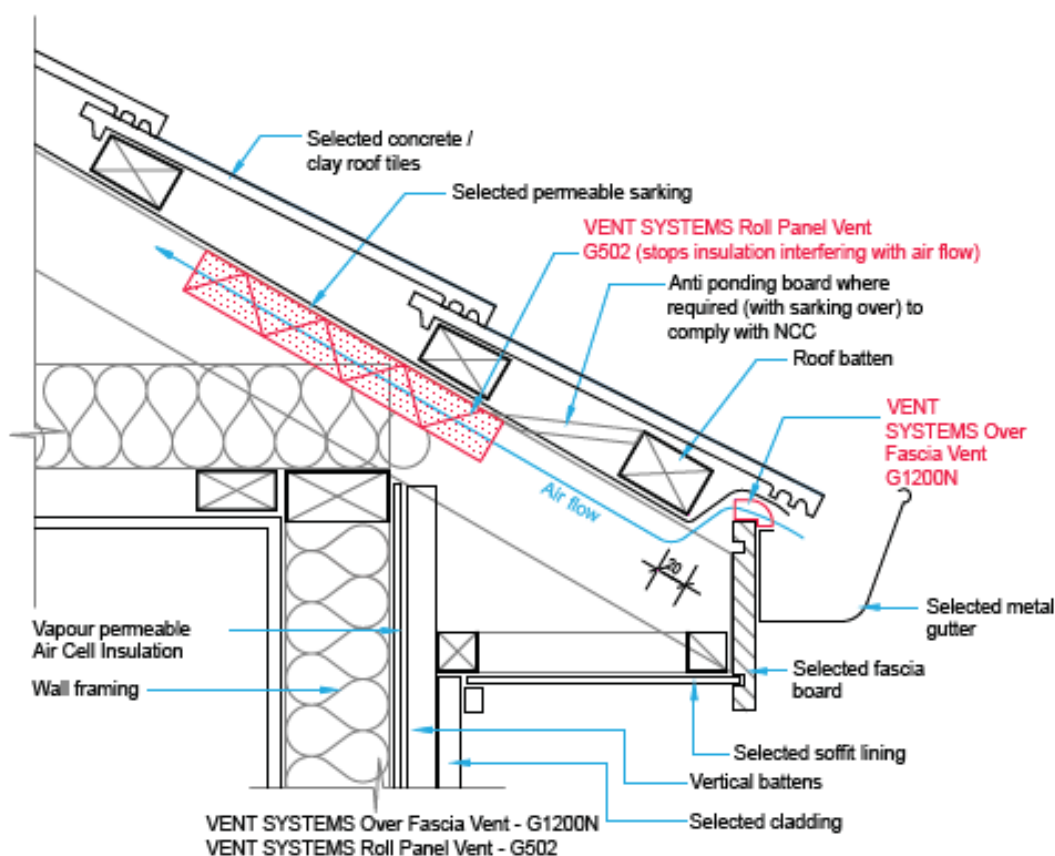 Selected concrete /
clay roof tiles
Selected permeable sarking
VENT SYSTEMS Roll Panel Vent
G502 (stops insulation interfering with air flow)
Anti ponding board where
required (with sarking over) to
comply with NCC
Roof batten
VENT
SYSTEMS Over
Fascia Vent
G1200N
Air flow
20
Selected metal
gutter
Vapour permeable
Air Cell Insulation
Wall framing
Selected fascia
board
Selected soffit lining
Vertical battens
Selected cladding
VENT SYSTEMS Over Fascia Vent - G1200N
VENT SYSTEMS Roll Panel Vent - G502